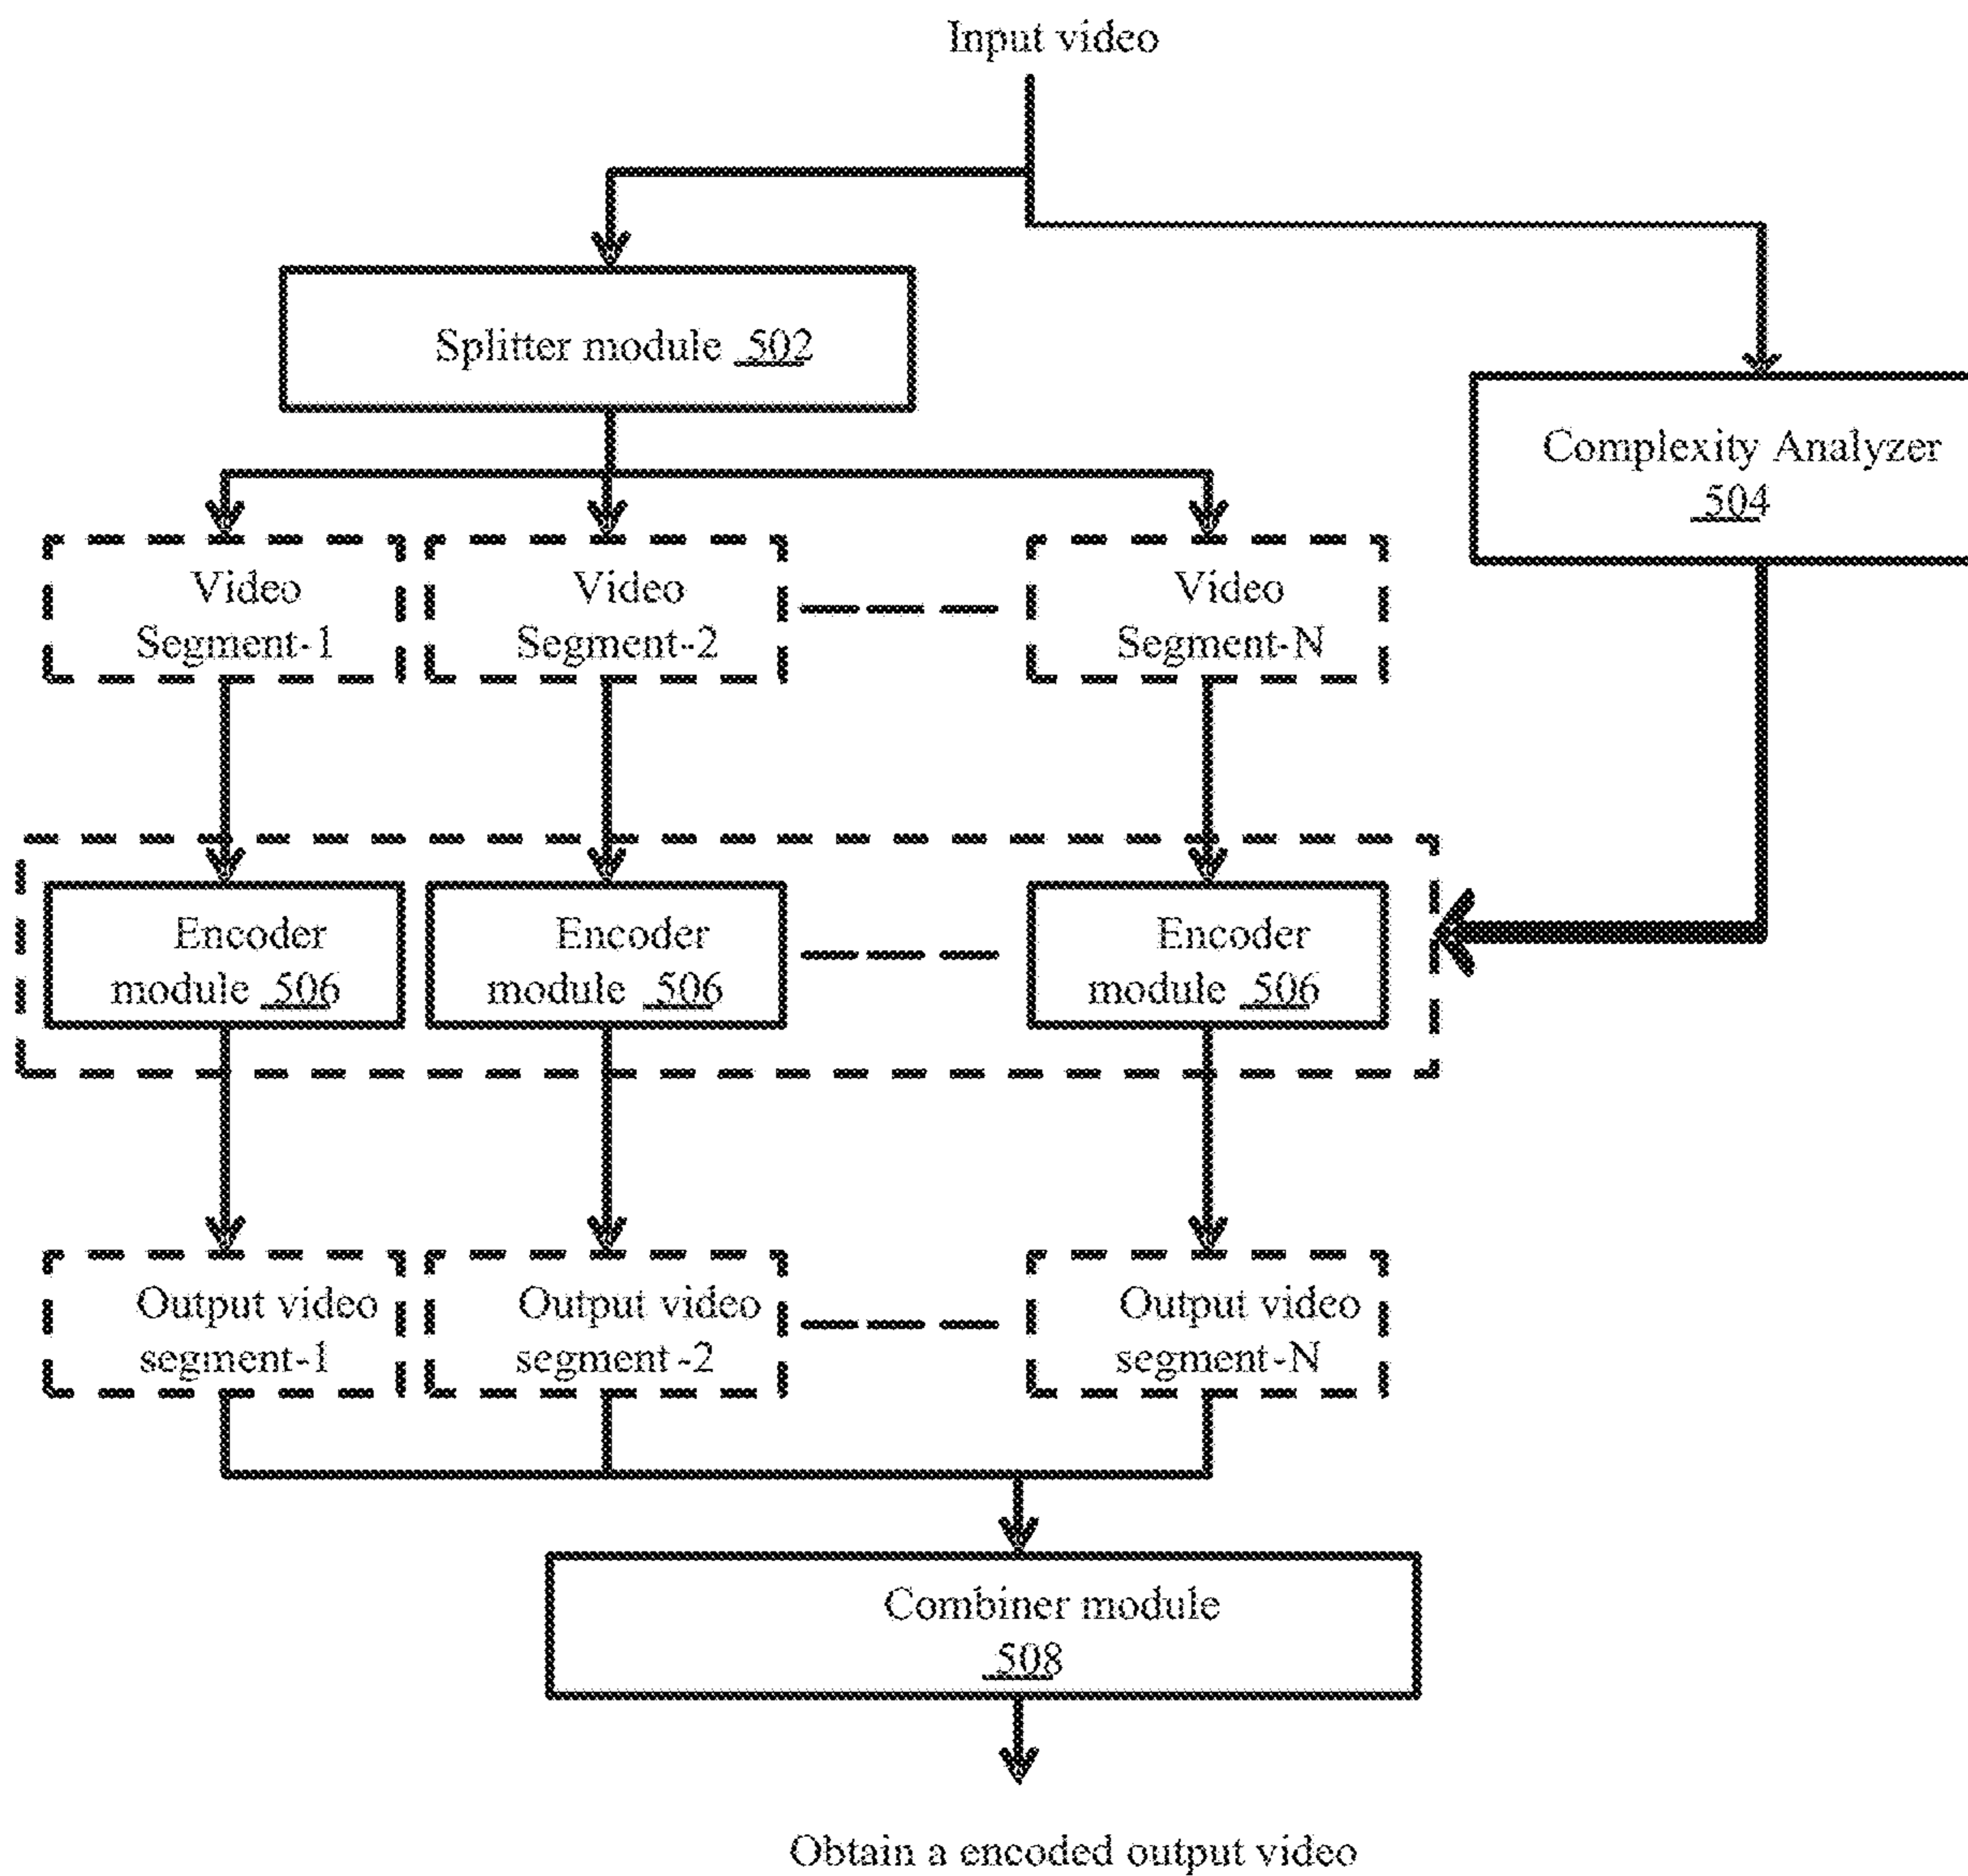 Input video
Splitter module 502
Complexity Analyzer
504
Video
Segment-1
Video
Segment-2
Video
Segment-N
Encoder
module 506
Encoder
module 506
Encoder
module 506
Output video
segment-1
Output video
segment-2
Output video
segment-N
Combiner module
508
Obtain a encoded output video